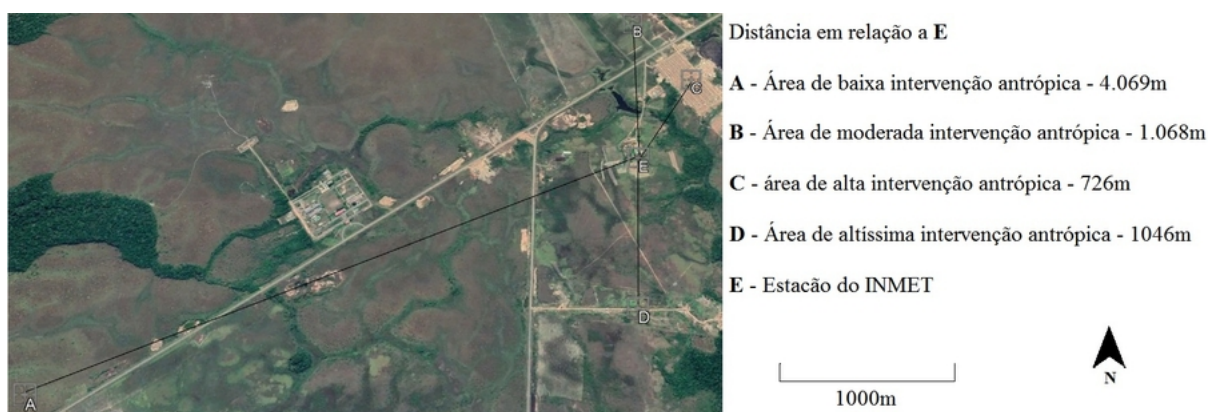 B
C
E
D
A
Distância em relação a E
A - Área de baixa intervenção antrópica - 4.069m
B - Área de moderada intervenção antrópica - 1.068m
C - área de alta intervenção antrópica - 726m
D - Área de altíssima intervenção antrópica - 1046m
E - Estacão do INMET
1000m
N